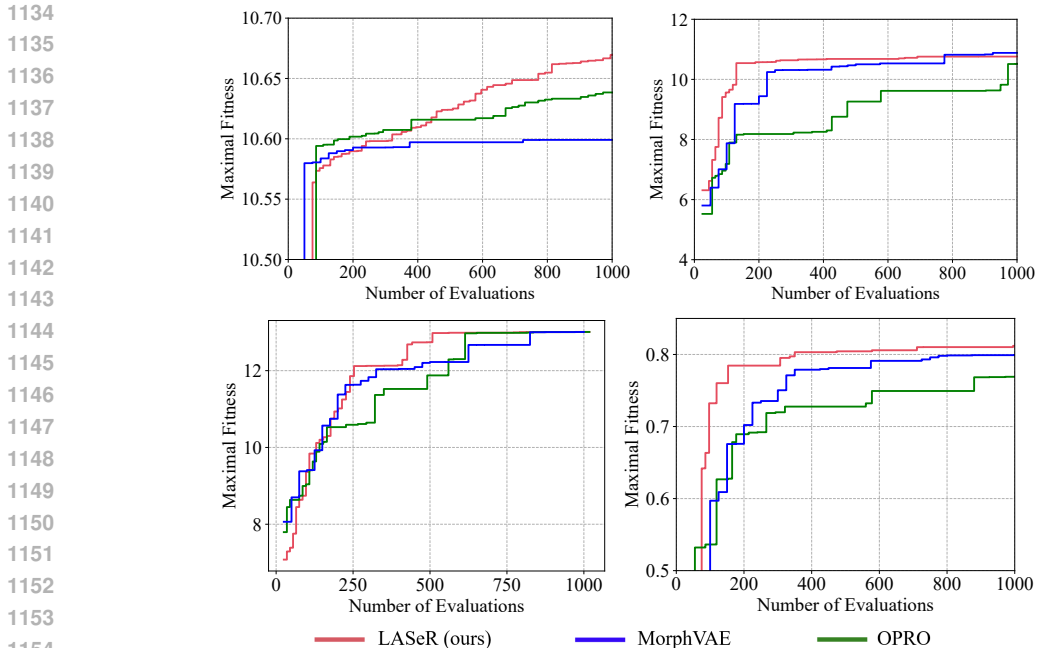 1134
1135
1136
1137
1138
1139
1140
1141
1142
1143
1144
1145
1146
1147
1148
1149
1150
1151
1152
1153
1154
10.70
10.65
10.60
10.55
10.50
Maximal Fitness
0 200 400 600 800 1000
Number of Evaluations
12
10
8
6
4
Maximal Fitness
0 200 400 600 800 1000
Number of Evaluations
12
10
8
Maximal Fitness
0 250 500 750 1000
Number of Evaluations
0.8
0.7
0.6
0.5
Maximal Fitness
0 200 400 600 800 1000
Number of Evaluations
LASeR (ours) MorphVAE OPRO